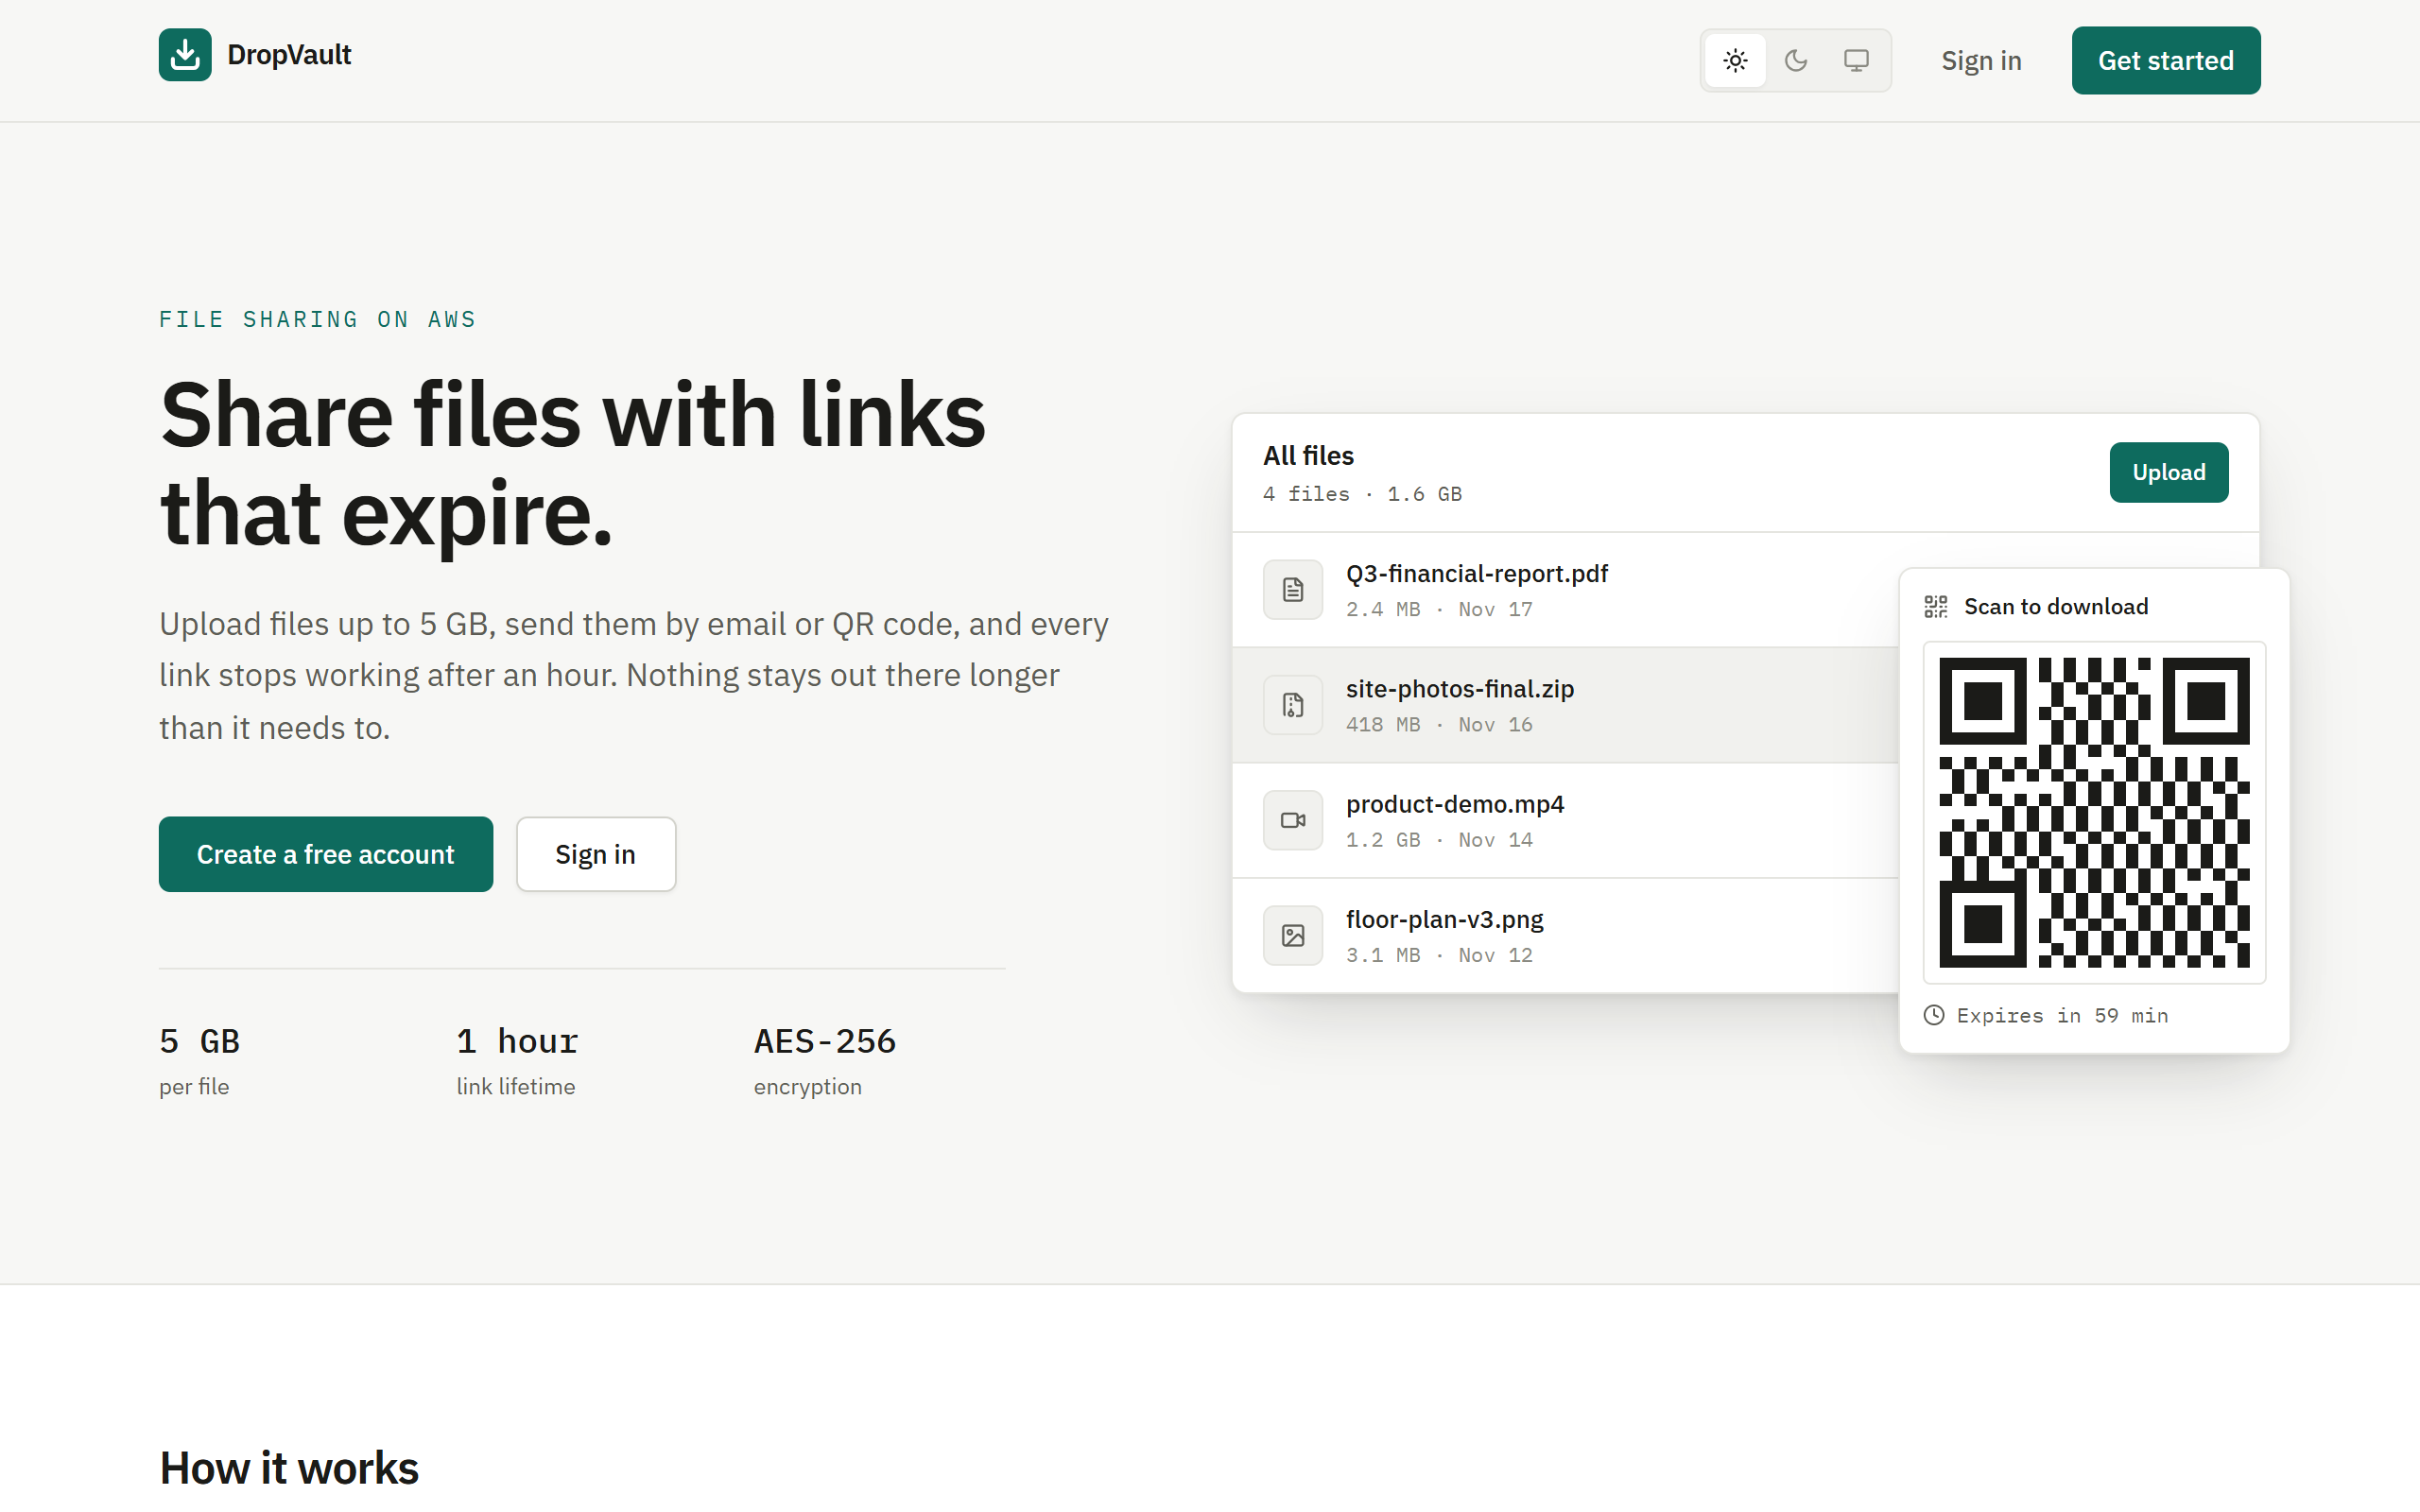 DropVault
Sign in
Get started
FILE SHARING ON AWS
Share files with links
that expire.
Upload files up to 5 GB, send them by email or QR code, and every
link stops working after an hour. Nothing stays out there longer
than it needs to.
Create a free account
Sign in
5 GB
per file
1 hour
link lifetime
AES-256
encryption
All files
4 files · 1.6 GB
Upload
Q3-financial-report.pdf
2.4 MB · Nov 17
site-photos-final.zip
418 MB · Nov 16
product-demo.mp4
1.2 GB · Nov 14
floor-plan-v3.png
3.1 MB · Nov 12
Scan to download
Expires in 59 min
How it works